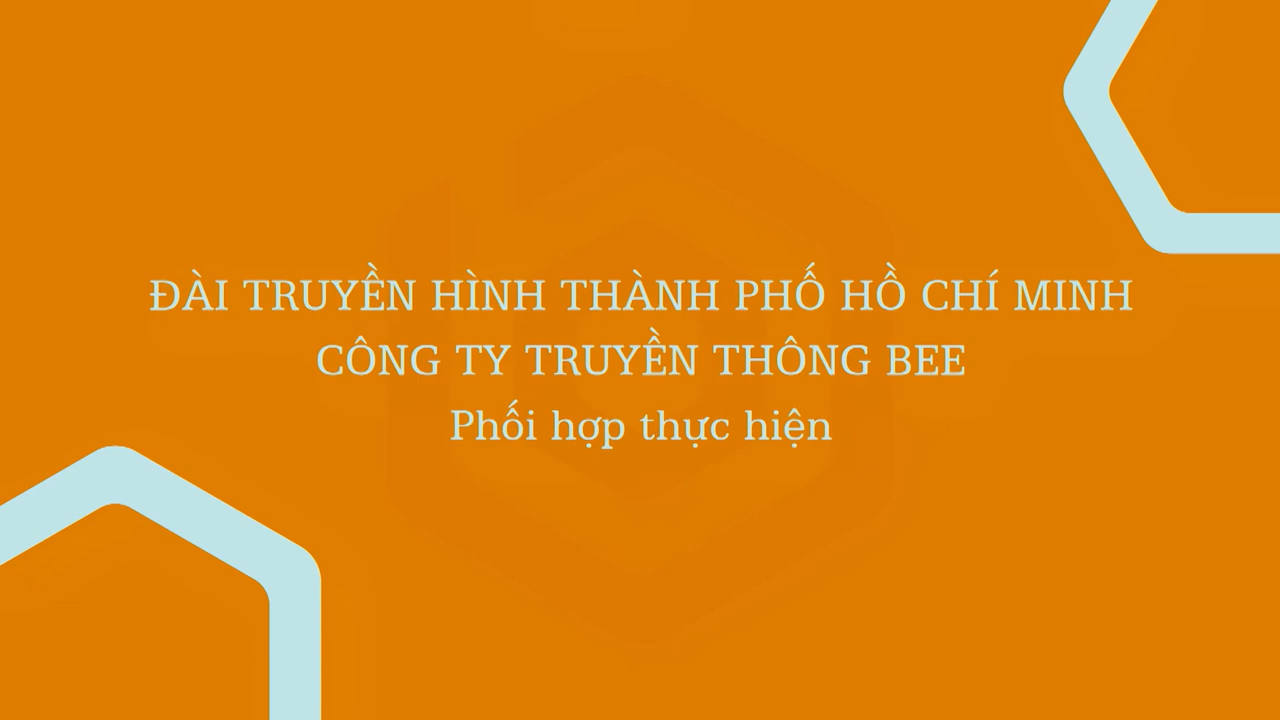 ĐÀI TRUYỀN HÌNH THÀNH PHỐ HỒ CHÍ MINH
CÔNG TY TRUYỀN THÔNG BEE
Phối hợp thực hiện